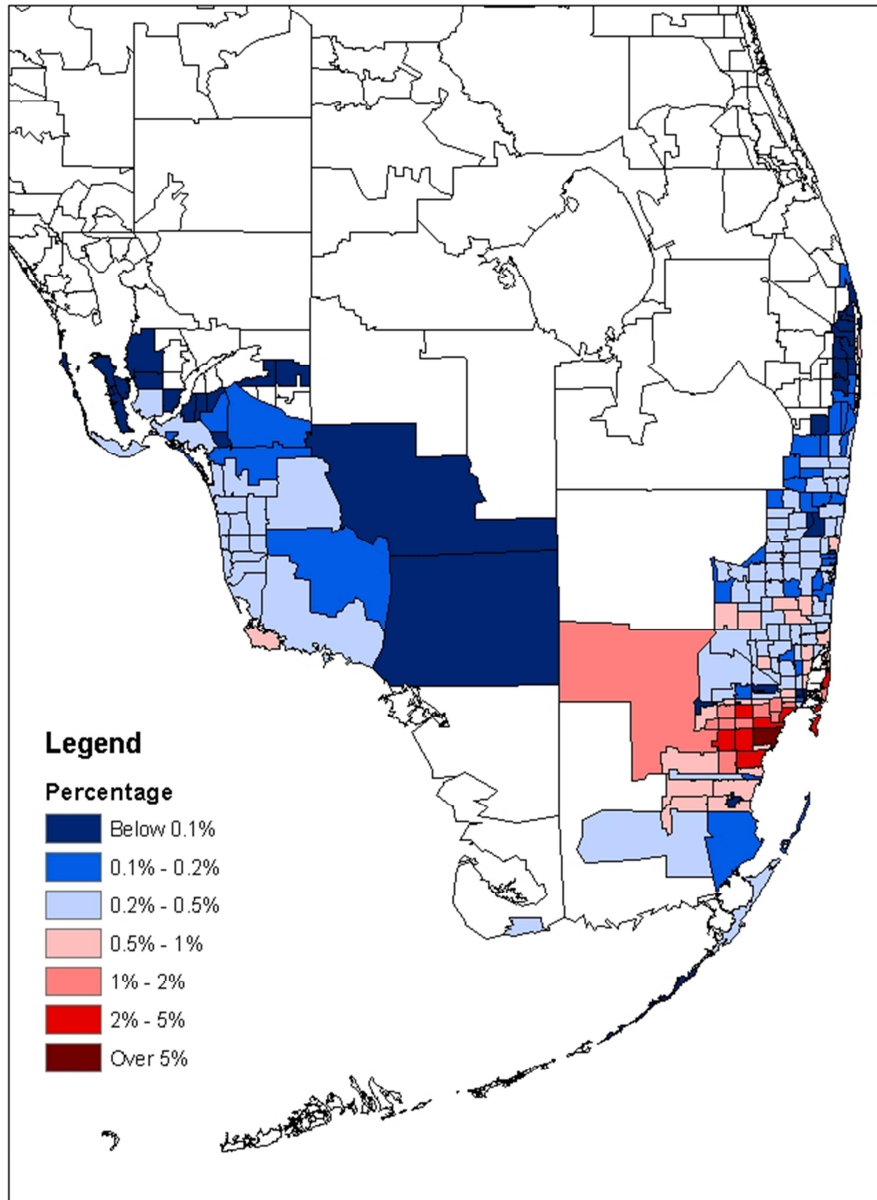 Legend
Percentage
Below 0.1%
0.1% - 0.2%
0.2% - 0.5%
0.5% - 1%
1% - 2%
2% - 5%
Over 5%